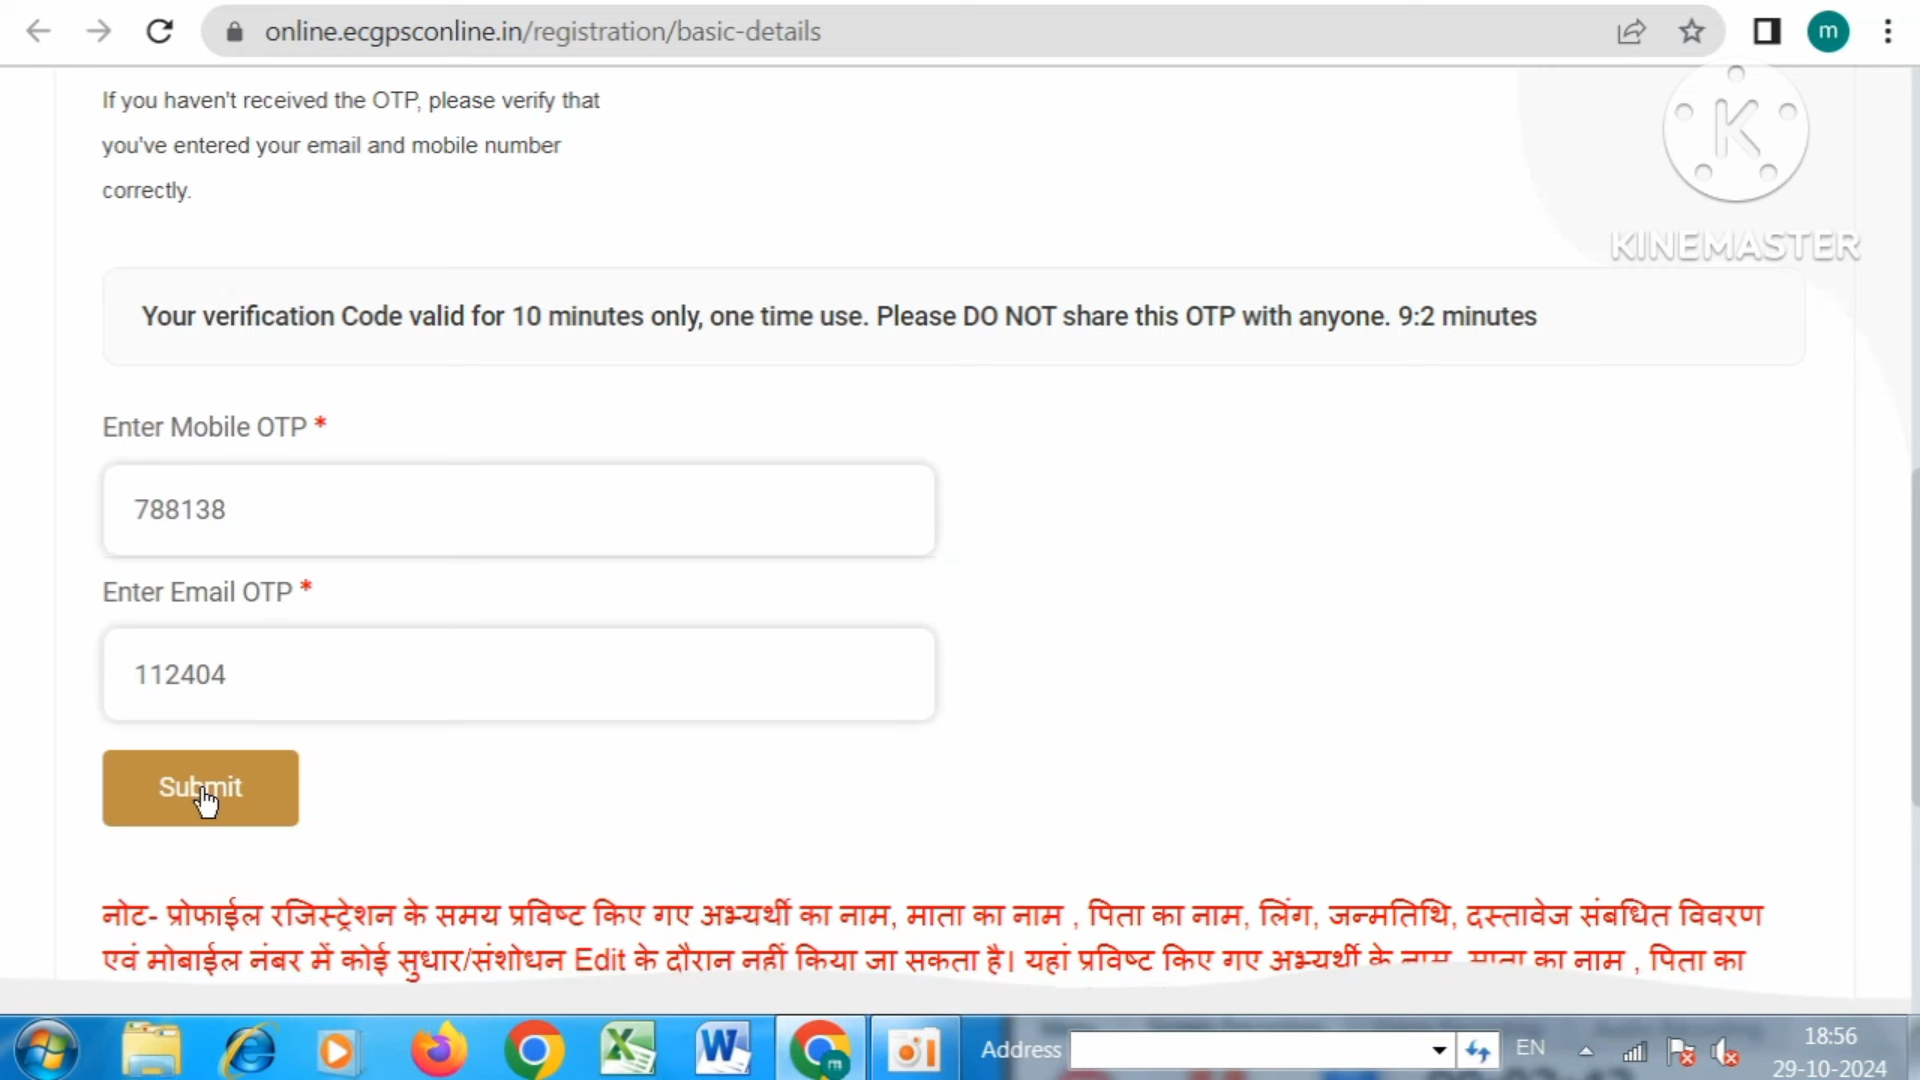 online.ecgpsconline.in/registration/basic-details
m
If you haven't received the OTP, please verify that
you've entered your email and mobile number
correctly.
K
KINEMASTER
Your verification Code valid for 10 minutes only, one time use. Please DO NOT share this OTP with anyone. 9:2 minutes
Enter Mobile OTP *
788138
Enter Email OTP *
112404
Submit
नोट- प्रोफाईल रजिस्ट्रेशन के समय प्रविष्ट किए गए अभ्यर्थी का नाम, माता का नाम , पिता का नाम, लिंग, जन्मतिथि, दस्तावेज संबधित विवरण
एवं मोबाईल नंबर में कोई सुधार/संशोधन Edit के दौरान नहीं किया जा सकता है। यहां प्रविष्ट किए गए अभ्यर्थी के नाम, माता का नाम , पिता का
Address
EN
18:56
29-10-2024